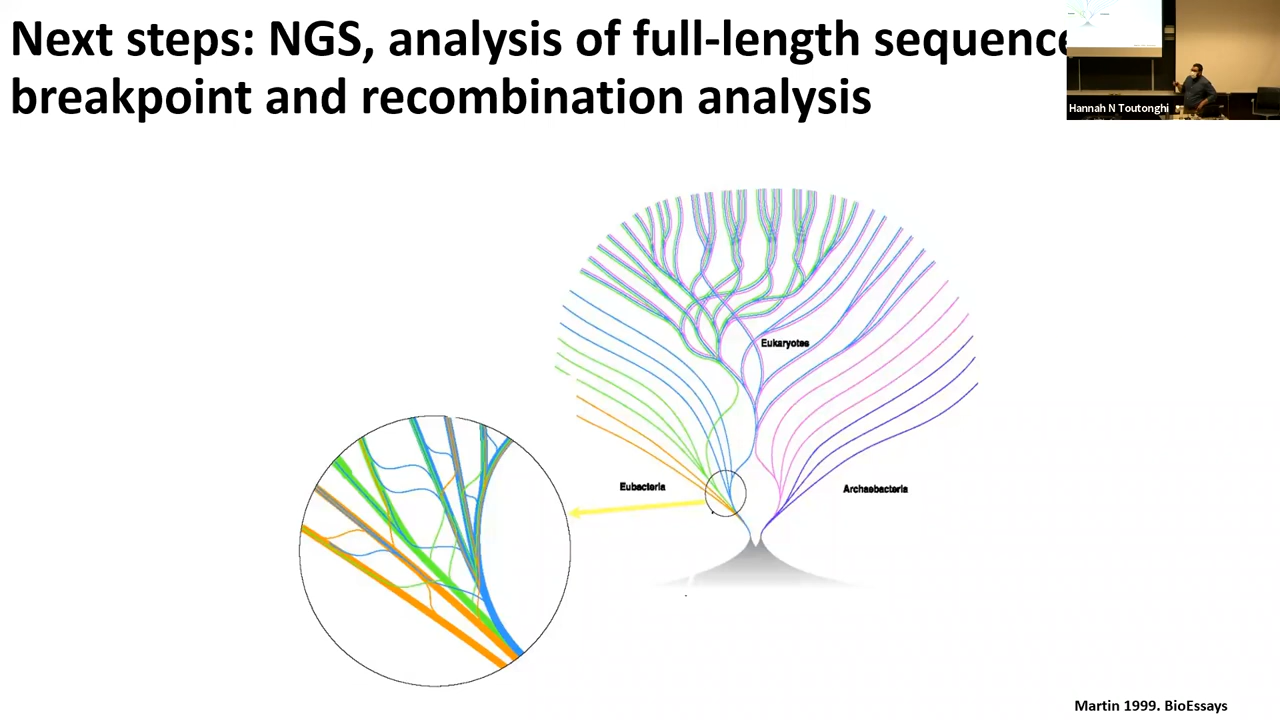 Next steps: NGS, analysis of full-length sequence
breakpoint and recombination analysis
Hannah N Toutonghi
Eukaryotes
Eubacteria
Archaebacteria
Martin 1999. BioEssays